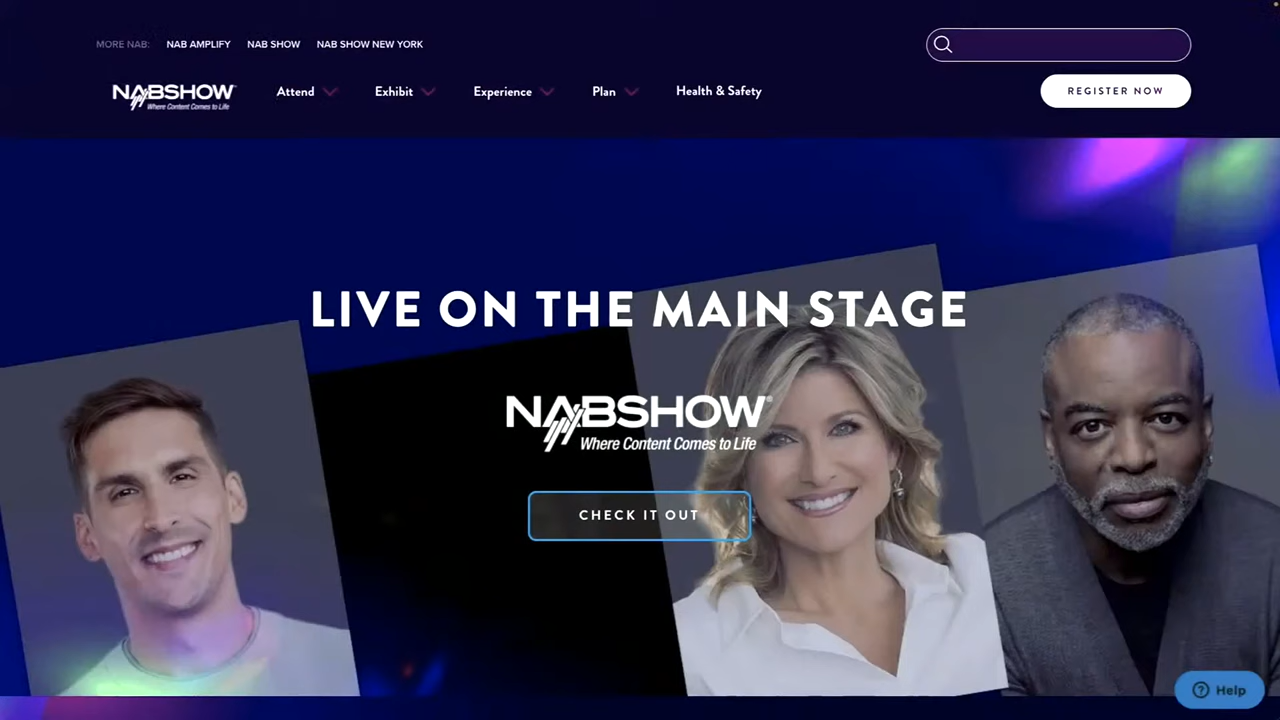 MORE NAB: NAB AMPLIFY NAB SHOW NAB SHOW NEW YORK
NABSHOW®
Where Content Comes to Life
Attend Exhibit Experience Plan Health & Safety
REGISTER NOW
LIVE ON THE MAIN STAGE
NABSHOW®
Where Content Comes to Life
CHECK IT OUT
Help